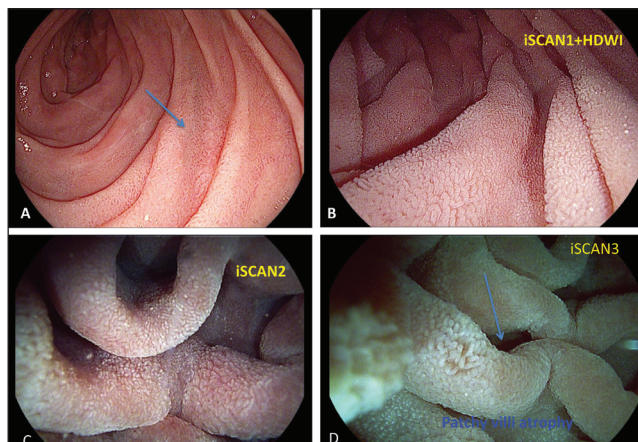 A
iSCAN1+HDWI
B
iSCAN2
C
iSCAN3
Patchy villi atrophy
D